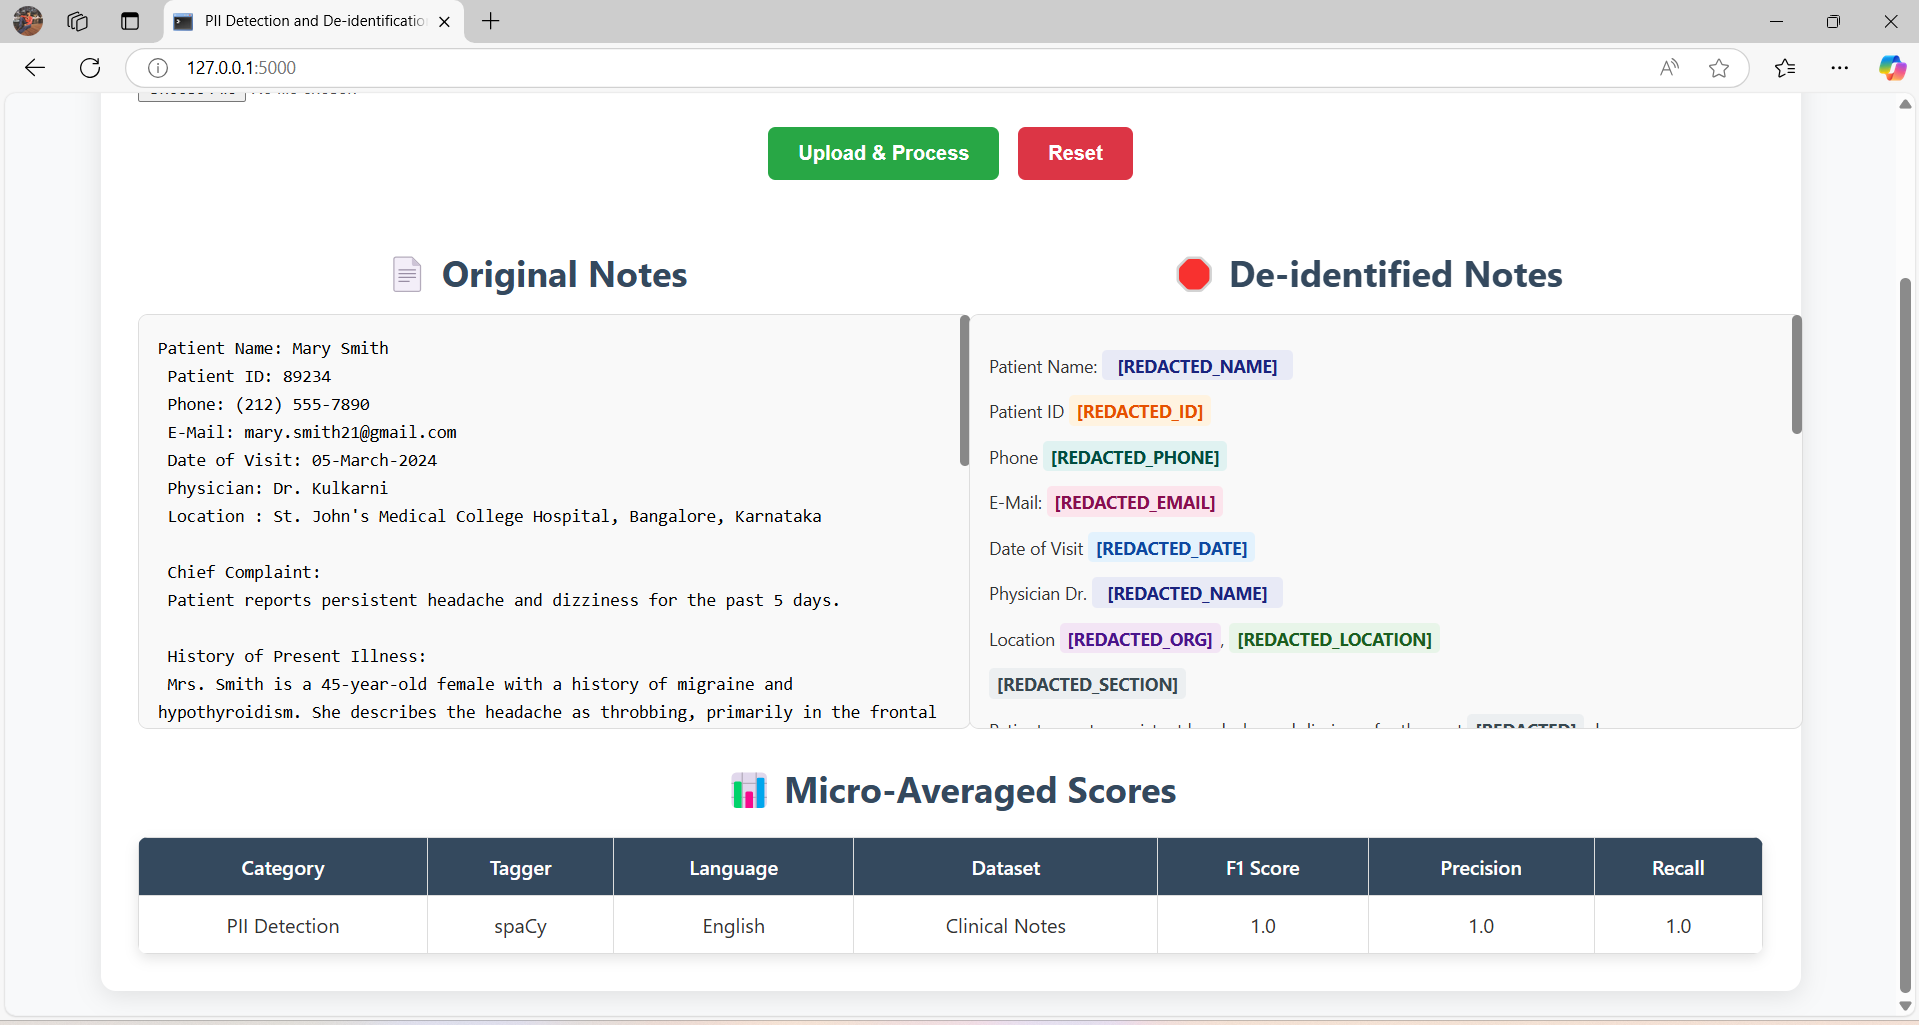 PII Detection and De-identificatio
127.0.0.1:5000
Upload & Process
Reset
Original Notes
Patient Name: Mary Smith
Patient ID: 89234
Phone: (212) 555-7890
E-Mail: mary.smith21@gmail.com
Date of Visit: 05-March-2024
Physician: Dr. Kulkarni
Location : St. John's Medical College Hospital, Bangalore, Karnataka
Chief Complaint:
Patient reports persistent headache and dizziness for the past 5 days.
History of Present Illness:
Mrs. Smith is a 45-year-old female with a history of migraine and
hypothyroidism. She describes the headache as throbbing, primarily in the frontal
De-identified Notes
Patient Name: [REDACTED_NAME]
Patient ID [REDACTED_ID]
Phone [REDACTED_PHONE]
E-Mail: [REDACTED_EMAIL]
Date of Visit [REDACTED_DATE]
Physician Dr. [REDACTED_NAME]
Location [REDACTED_ORG], [REDACTED_LOCATION]
[REDACTED_SECTION]
Micro-Averaged Scores
Category Tagger Language Dataset F1 Score Precision Recall
PII Detection spaCy English Clinical Notes 1.0 1.0 1.0